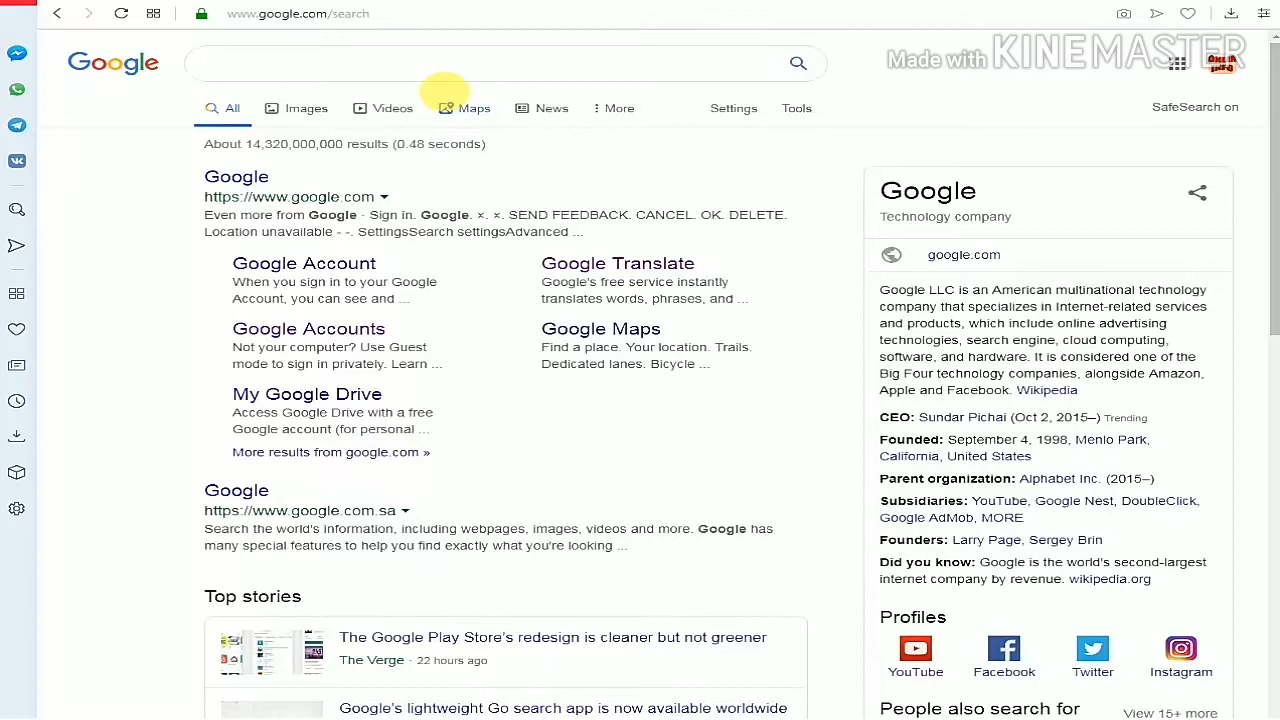 www.google.com/search
Made with KINEMASTER
Google
All Images Videos Maps News More Settings Tools
SafeSearch on
About 14,320,000,000 results (0.48 seconds)
Google
https://www.google.com
Even more from Google · Sign in. Google. ×. ×. SEND FEEDBACK. CANCEL. OK. DELETE.
Location unavailable - -. SettingsSearch settingsAdvanced ...
Google Account
When you sign in to your Google
Account, you can see and ...
Google Translate
Google's free service instantly
translates words, phrases, and ...
Google Accounts
Not your computer? Use Guest
mode to sign in privately. Learn ...
Google Maps
Find a place. Your location. Trails.
Dedicated lanes. Bicycle ...
My Google Drive
Access Google Drive with a free
Google account (for personal ...
More results from google.com »
Google
https://www.google.com.sa
Search the world's information, including webpages, images, videos and more. Google has
many special features to help you find exactly what you're looking ...
Top stories
The Google Play Store's redesign is cleaner but not greener
The Verge · 22 hours ago
Google's lightweight Go search app is now available worldwide
Google
Technology company
google.com
Google LLC is an American multinational technology
company that specializes in Internet-related services
and products, which include online advertising
technologies, search engine, cloud computing,
software, and hardware. It is considered one of the
Big Four technology companies, alongside Amazon,
Apple and Facebook. Wikipedia
CEO: Sundar Pichai (Oct 2, 2015–) Trending
Founded: September 4, 1998, Menlo Park,
California, United States
Parent organization: Alphabet Inc. (2015–)
Subsidiaries: YouTube, Google Nest, DoubleClick,
Google AdMob, MORE
Founders: Larry Page, Sergey Brin
Did you know: Google is the world's second-largest
internet company by revenue. wikipedia.org
Profiles
YouTube Facebook Twitter Instagram
People also search for
View 15+ more